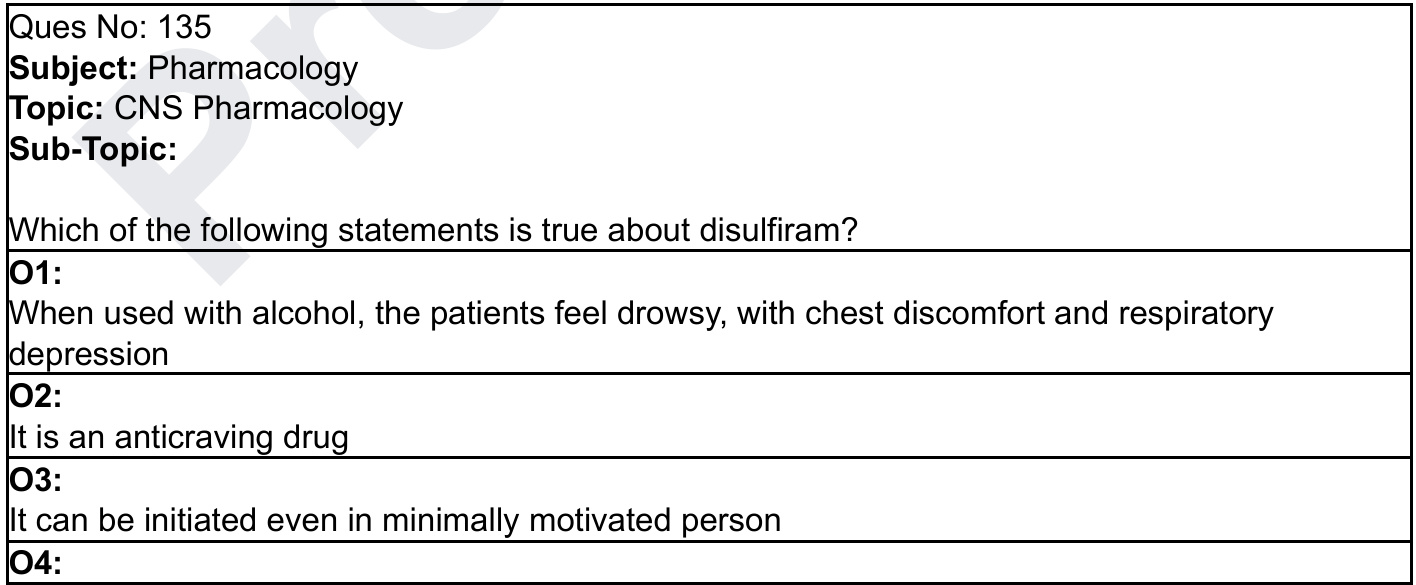 Ques No: 135
Subject: Pharmacology
Topic: CNS Pharmacology
Sub-Topic:
Which of the following statements is true about disulfiram?
O1:
When used with alcohol, the patients feel drowsy, with chest discomfort and respiratory
depression
O2:
It is an anticraving drug
O3:
It can be initiated even in minimally motivated person
O4: